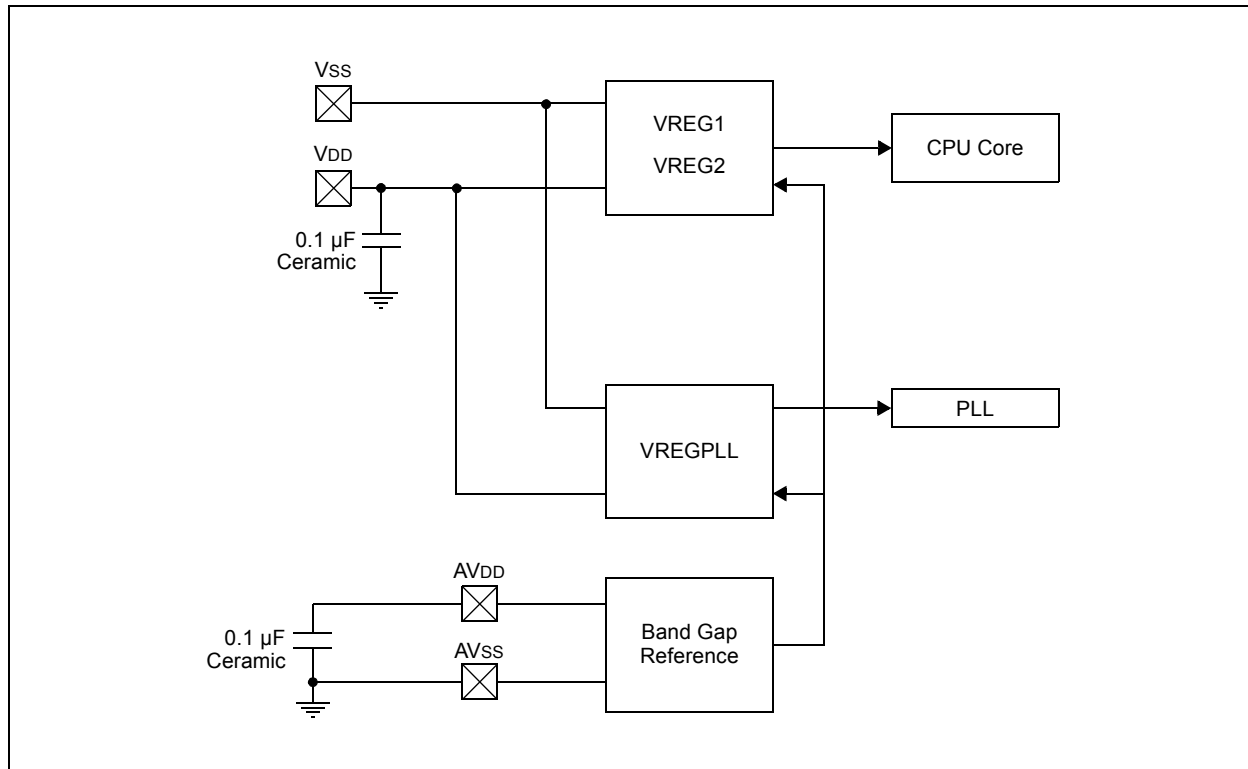 VSS
VREG1
VREG2
CPU Core
VDD
0.1 µF
Ceramic
VREGPLL
PLL
AVDD
0.1 µF
Ceramic
AVSS
Band Gap
Reference